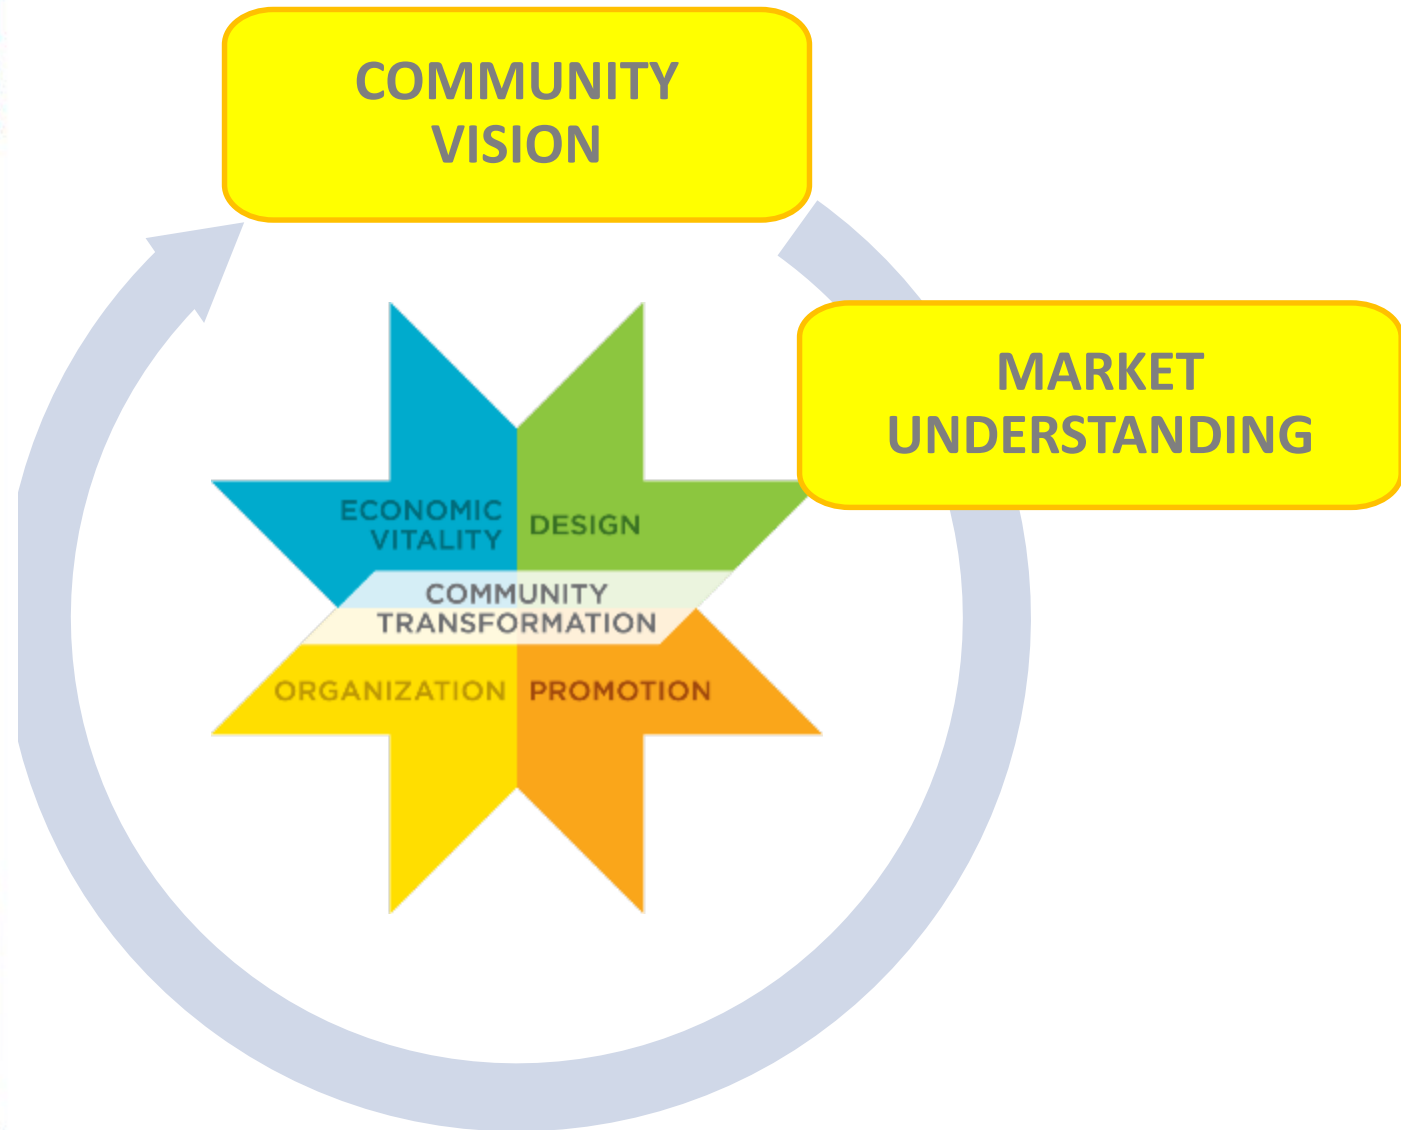 COMMUNITY
VISION
MARKET
UNDERSTANDING
ECONOMIC
VITALITY
DESIGN
COMMUNITY
TRANSFORMATION
ORGANIZATION
PROMOTION